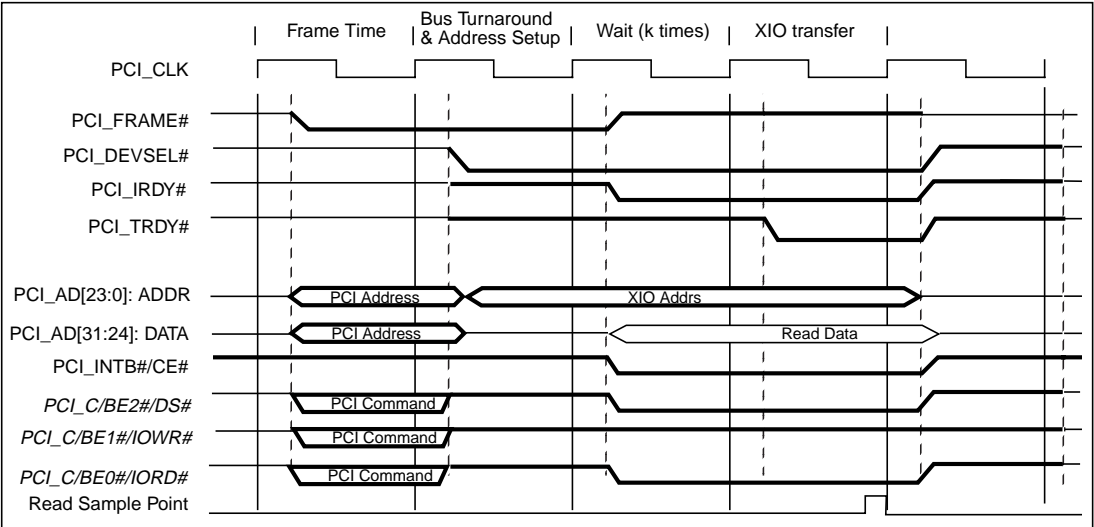 Frame Time
Bus Turnaround
& Address Setup
Wait (k times)
XIO transfer
PCI_CLK
PCI_FRAME#
PCI_DEVSEL#
PCI_IRDY#
PCI_TRDY#
PCI_AD[23:0]: ADDR
PCI Address
XIO Addrs
PCI_AD[31:24]: DATA
PCI Address
Read Data
PCI_INTB#/CE#
PCI_C/BE2#/DS#
PCI Command
PCI_C/BE1#/IOWR#
PCI Command
PCI_C/BE0#/IORD#
PCI Command
Read Sample Point